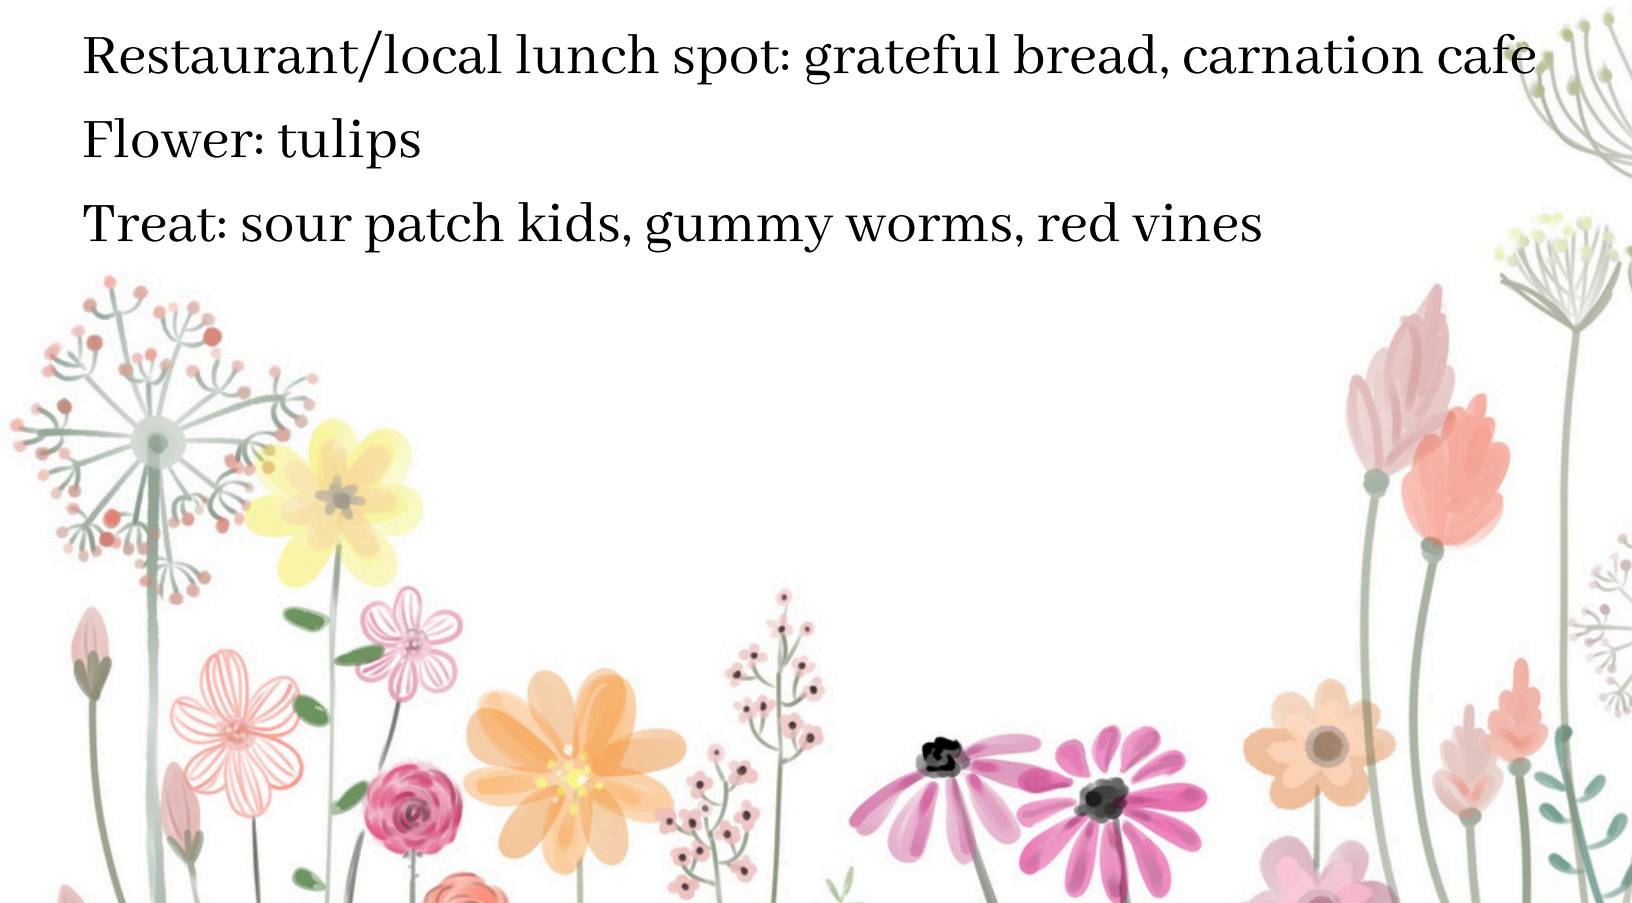 Restaurant/local lunch spot: grateful bread, carnation cafe
Flower: tulips
Treat: sour patch kids, gummy worms, red vines